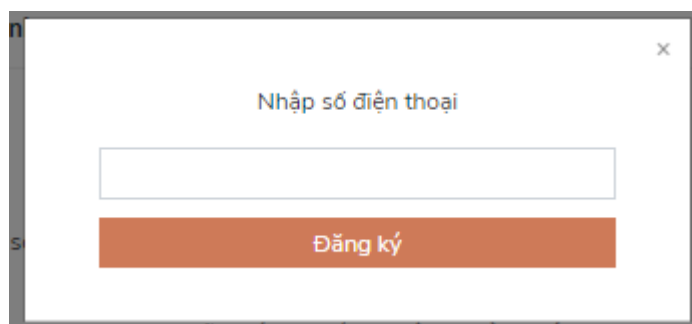 ×
Nhập số điện thoại
Đăng ký